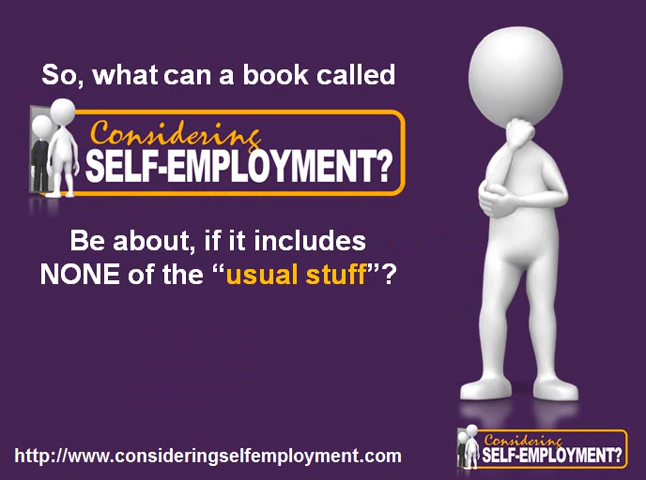 So, what can a book called
Considering
SELF-EMPLOYMENT?
Be about, if it includes
NONE of the “usual stuff”?
http://www.consideringselfemployment.com
Considering
SELF-EMPLOYMENT?